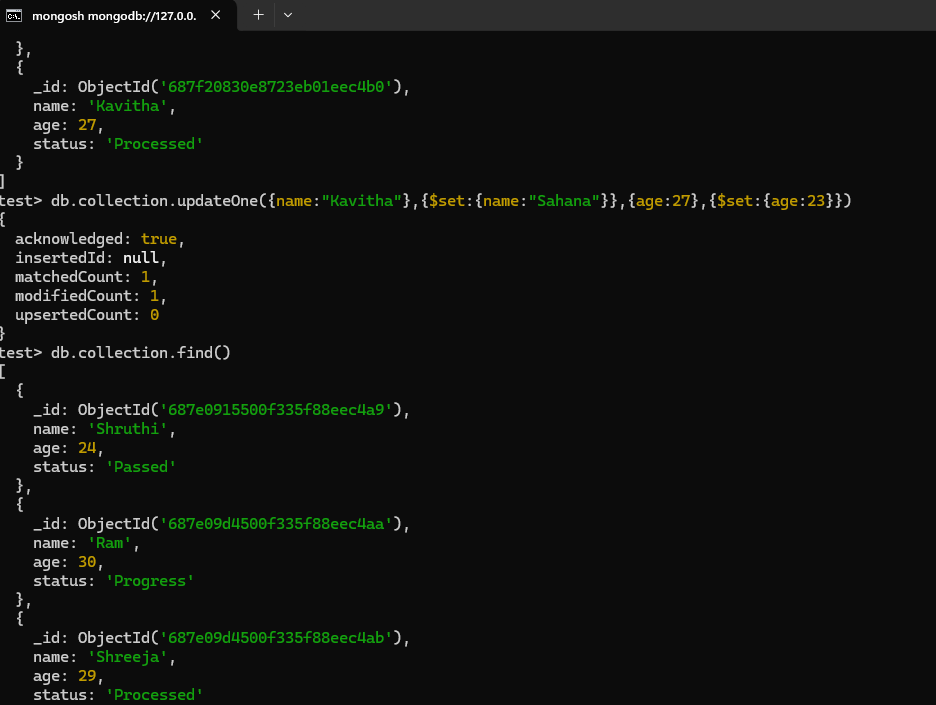 mongosh mongodb://127.0.0.
},
{
_id: ObjectId('687f20830e8723eb01eec4b0'),
name: 'Kavitha',
age: 27,
status: 'Processed'
}
]
test> db.collection.updateOne({name:"Kavitha"},{$set:{name:"Sahana"}},{age:27},{$set:{age:23}})
{
acknowledged: true,
insertedId: null,
matchedCount: 1,
modifiedCount: 1,
upsertedCount: 0
}
test> db.collection.find()
[
{
_id: ObjectId('687e0915500f335f88eec4a9'),
name: 'Shruthi',
age: 24,
status: 'Passed'
},
{
_id: ObjectId('687e09d4500f335f88eec4aa'),
name: 'Ram',
age: 30,
status: 'Progress'
},
{
_id: ObjectId('687e09d4500f335f88eec4ab'),
name: 'Shreeja',
age: 29,
status: 'Processed'